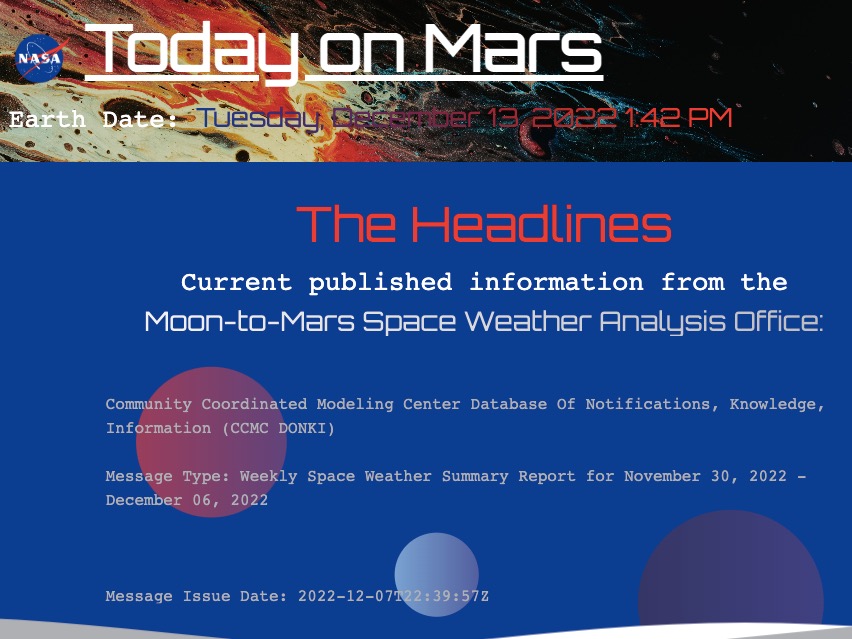 NASA
Today on Mars
Earth Date: Tuesday, December 13, 2022 1:42 PM
The Headlines
Current published information from the
Moon-to-Mars Space Weather Analysis Office:
Community Coordinated Modeling Center Database Of Notifications, Knowledge,
Information (CCMC DONKI)
Message Type: Weekly Space Weather Summary Report for November 30, 2022 -
December 06, 2022
Message Issue Date: 2022-12-07T22:39:57Z